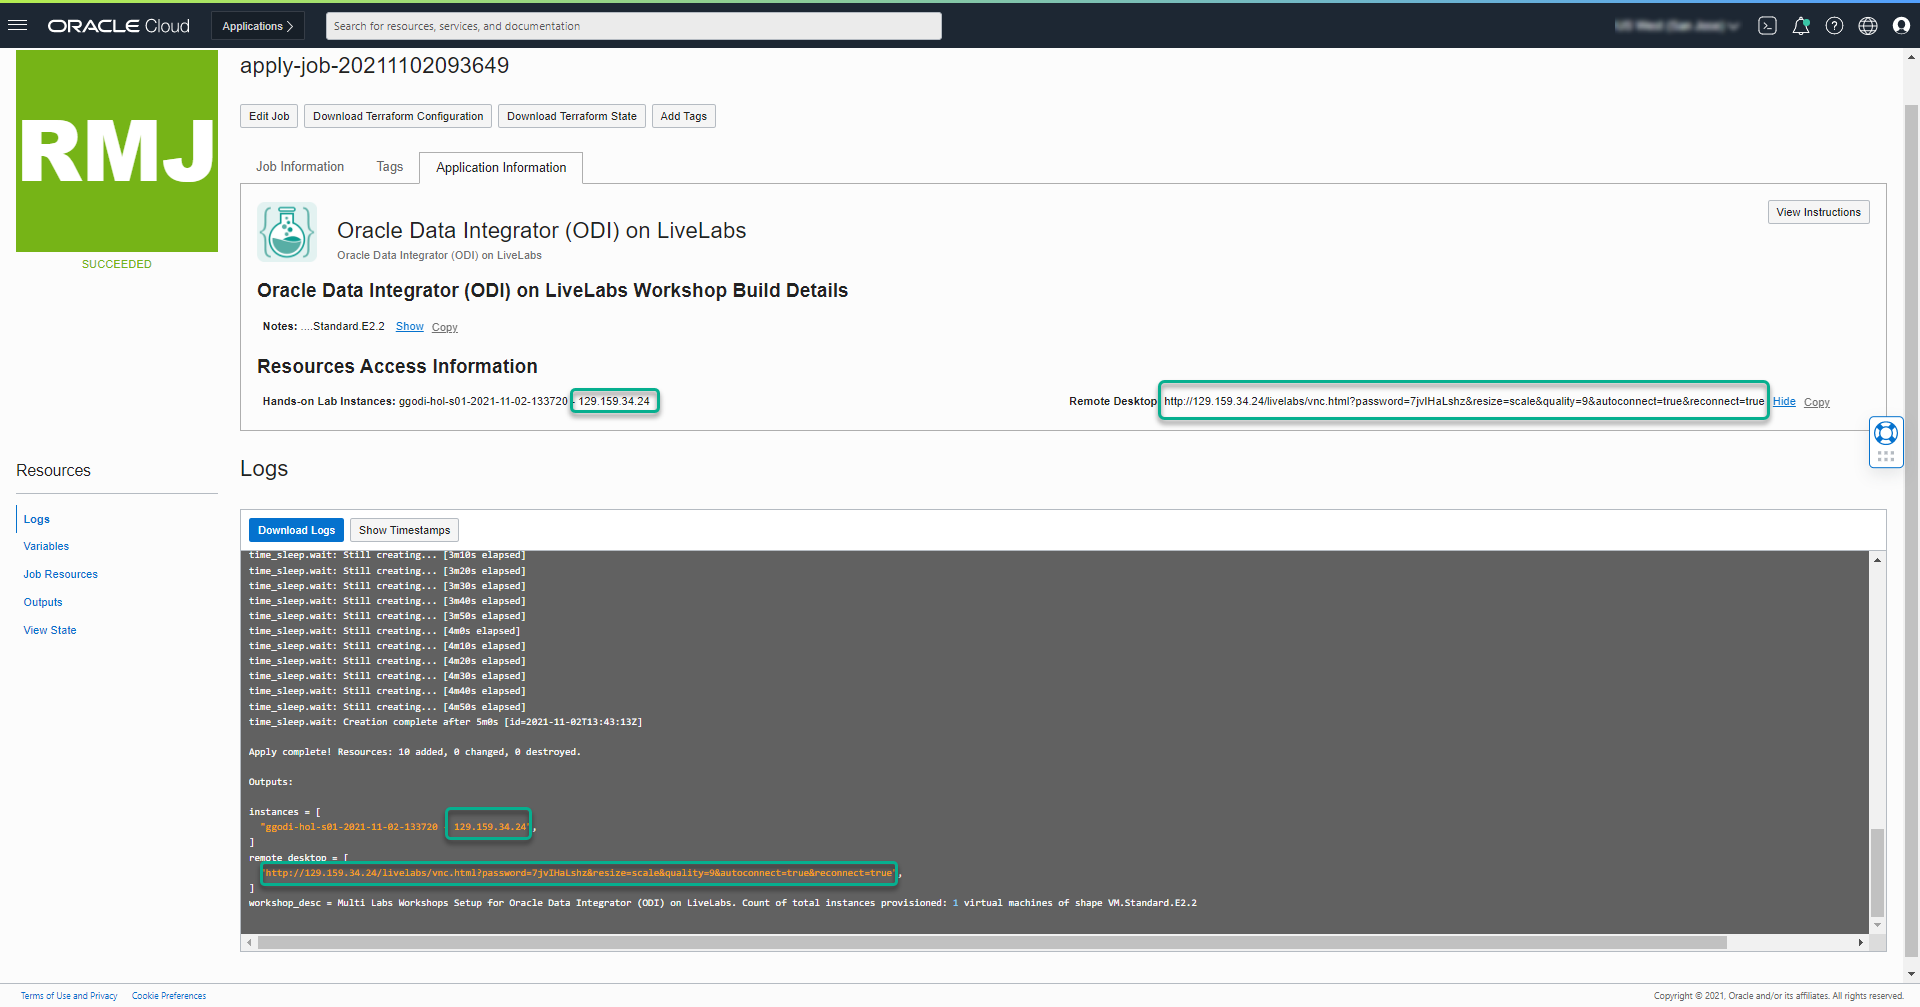 ORACLE Cloud
Applications >
Search for resources, services, and documentation
US West (San Jose)
RMJ
SUCCEEDED
apply-job-20211102093649
Edit Job
Download Terraform Configuration
Download Terraform State
Add Tags
Job Information
Tags
Application Information
Oracle Data Integrator (ODI) on LiveLabs
Oracle Data Integrator (ODI) on LiveLabs
View Instructions
Oracle Data Integrator (ODI) on LiveLabs Workshop Build Details
Notes: ....Standard.E2.2 Show Copy
Resources Access Information
Hands-on Lab Instances: ggodi-hol-s01-2021-11-02-133720 - 129.159.34.24
Remote Desktop http://129.159.34.24/livelabs/vnc.html?password=7jvIHaLshz&resize=scale&quality=9&autoconnect=true&reconnect=true Hide Copy
Resources
Logs
Variables
Job Resources
Outputs
View State
Logs
Download Logs
Show Timestamps
time_sleep.wait: Still creating... [3m10s elapsed]
time_sleep.wait: Still creating... [3m20s elapsed]
time_sleep.wait: Still creating... [3m30s elapsed]
time_sleep.wait: Still creating... [3m40s elapsed]
time_sleep.wait: Still creating... [3m50s elapsed]
time_sleep.wait: Still creating... [4m0s elapsed]
time_sleep.wait: Still creating... [4m10s elapsed]
time_sleep.wait: Still creating... [4m20s elapsed]
time_sleep.wait: Still creating... [4m30s elapsed]
time_sleep.wait: Still creating... [4m40s elapsed]
time_sleep.wait: Still creating... [4m50s elapsed]
time_sleep.wait: Creation complete after 5m0s [id=2021-11-02T13:43:13Z]
Apply complete! Resources: 10 added, 0 changed, 0 destroyed.
Outputs:
instances = [
"ggodi-hol-s01-2021-11-02-133720 129.159.34.24",
]
remote_desktop = [
"http://129.159.34.24/livelabs/vnc.html?password=7jvIHaLshz&resize=scale&quality=9&autoconnect=true&reconnect=true",
]
workshop_desc = Multi Labs Workshops Setup for Oracle Data Integrator (ODI) on LiveLabs. Count of total instances provisioned: 1 virtual machines of shape VM.Standard.E2.2
Terms of Use and Privacy
Cookie Preferences
Copyright © 2021, Oracle and/or its affiliates. All rights reserved.